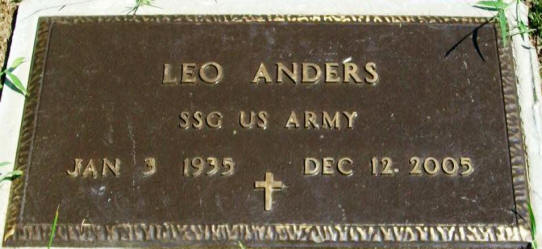 LEO ANDERS
SSG US ARMY
JAN 3 1935 DEC 12 2005